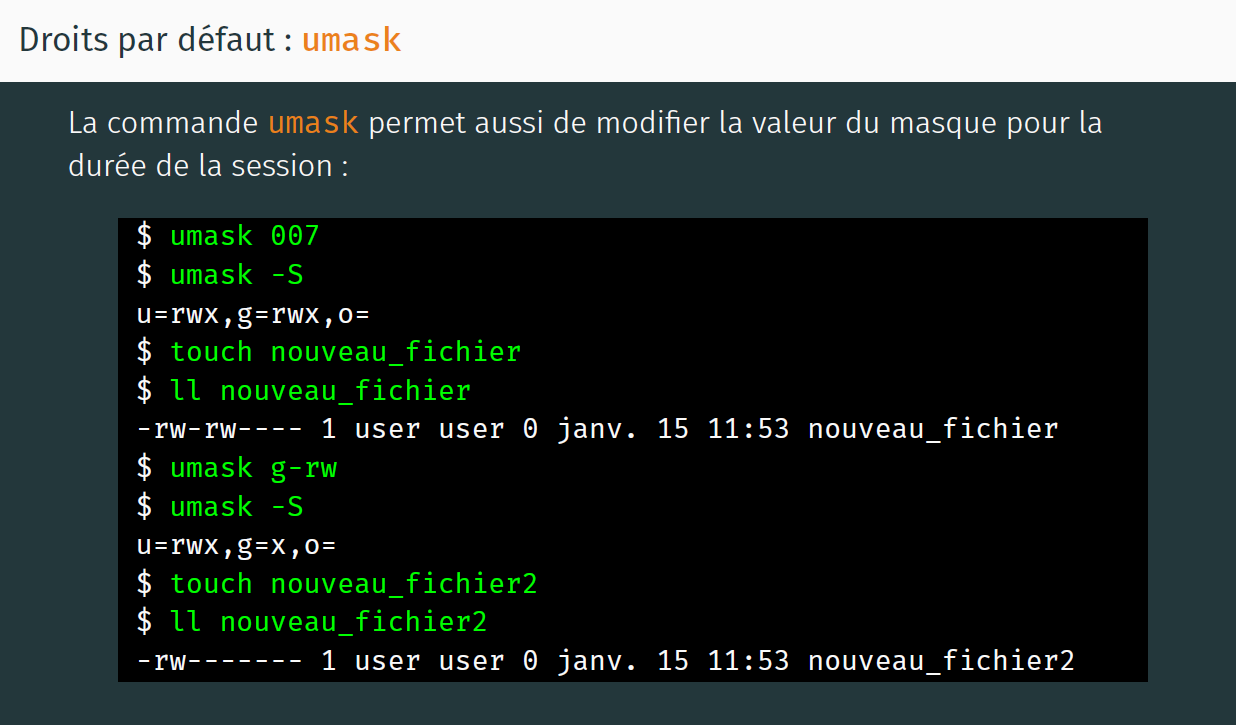 Droits par défaut : umask
La commande umask permet aussi de modifier la valeur du masque pour la
durée de la session :
$ umask 007
$ umask -S
u=rwx,g=rwx,o=
$ touch nouveau_fichier
$ ll nouveau_fichier
-rw-rw---- 1 user user 0 janv. 15 11:53 nouveau_fichier
$ umask g-rw
$ umask -S
u=rwx,g=x,o=
$ touch nouveau_fichier2
$ ll nouveau_fichier2
-rw------- 1 user user 0 janv. 15 11:53 nouveau_fichier2